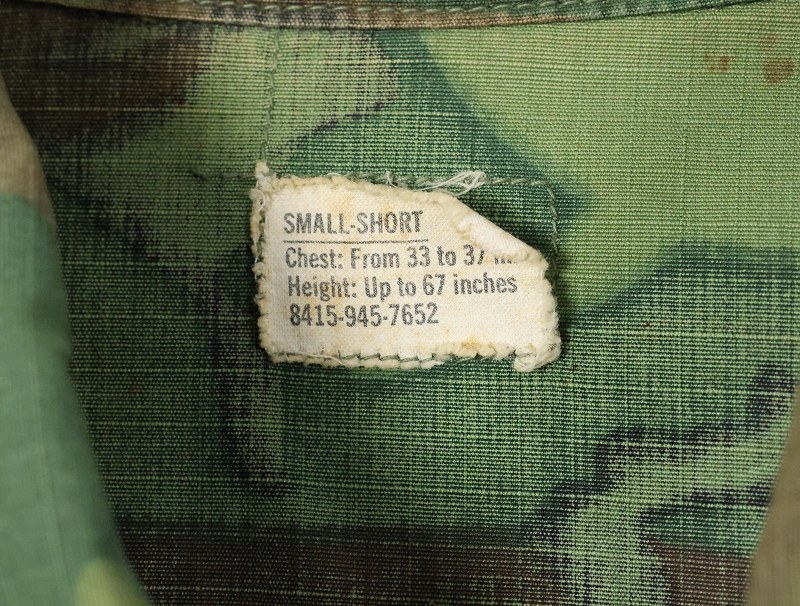 SMALL-SHORT
Chest: From 33 to 37
Height: Up to 67 inches
8415-945-7652